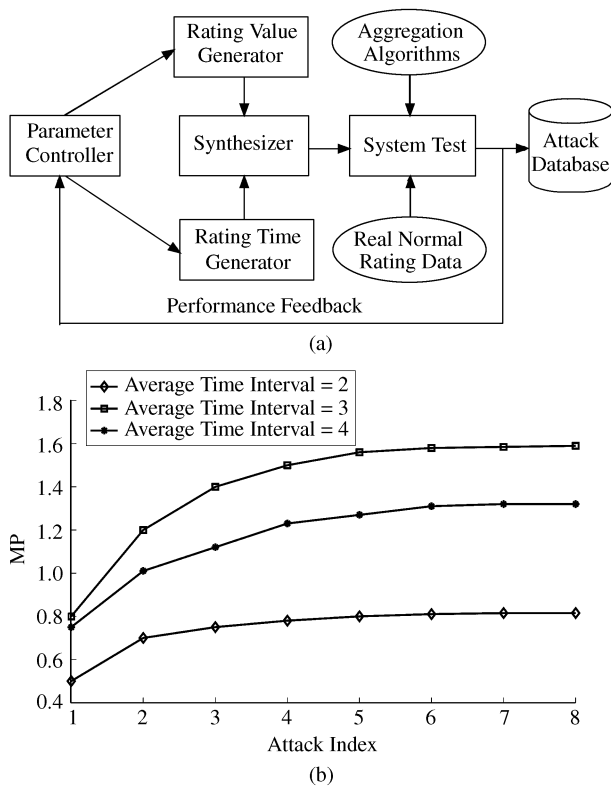 Rating Value
Generator
Aggregation
Algorithms
Parameter
Controller
Synthesizer
System Test
Attack
Database
Rating Time
Generator
Real Normal
Rating Data
Performance Feedback
(a)
Average Time Interval = 2
Average Time Interval = 3
Average Time Interval = 4
1.8
1.6
1.4
1.2
1.0
0.8
0.6
0.4
MP
1 2 3 4 5 6 7 8
Attack Index
(b)